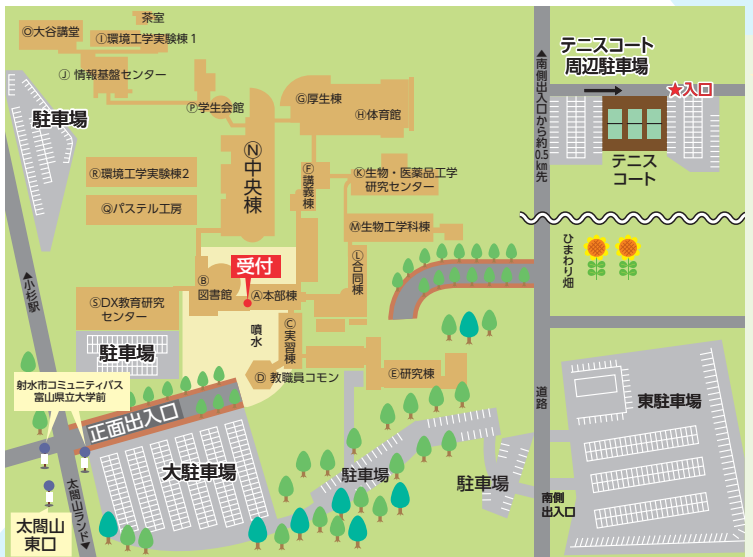 茶室
Ⓞ大谷講堂
Ⓘ環境工学実験棟1
Ⓙ 情報基盤センター
駐車場
Ⓟ学生会館
Ⓖ厚生棟
Ⓗ体育館
Ⓝ中央棟
Ⓕ講義棟
Ⓡ環境工学実験棟2
Ⓠパステル工房
Ⓚ生物・医薬品工学
研究センター
Ⓜ生物工学科棟
Ⓛ合同棟
受付
Ⓑ
図書館
Ⓐ本部棟
ⓈDX教育研究
センター
噴水
Ⓒ実習棟
駐車場
Ⓓ 教職員コモン
Ⓔ研究棟
▲小杉駅
射水市コミュニティバス
富山県立大学前
正面出入口
大駐車場
駐車場
駐車場
太閤山ランド▼
太閤山
東口
テニスコート
周辺駐車場
★入口
▲南側出入口から約0.5km先
テニス
コート
ひまわり畑
道路
東駐車場
南側
出入口